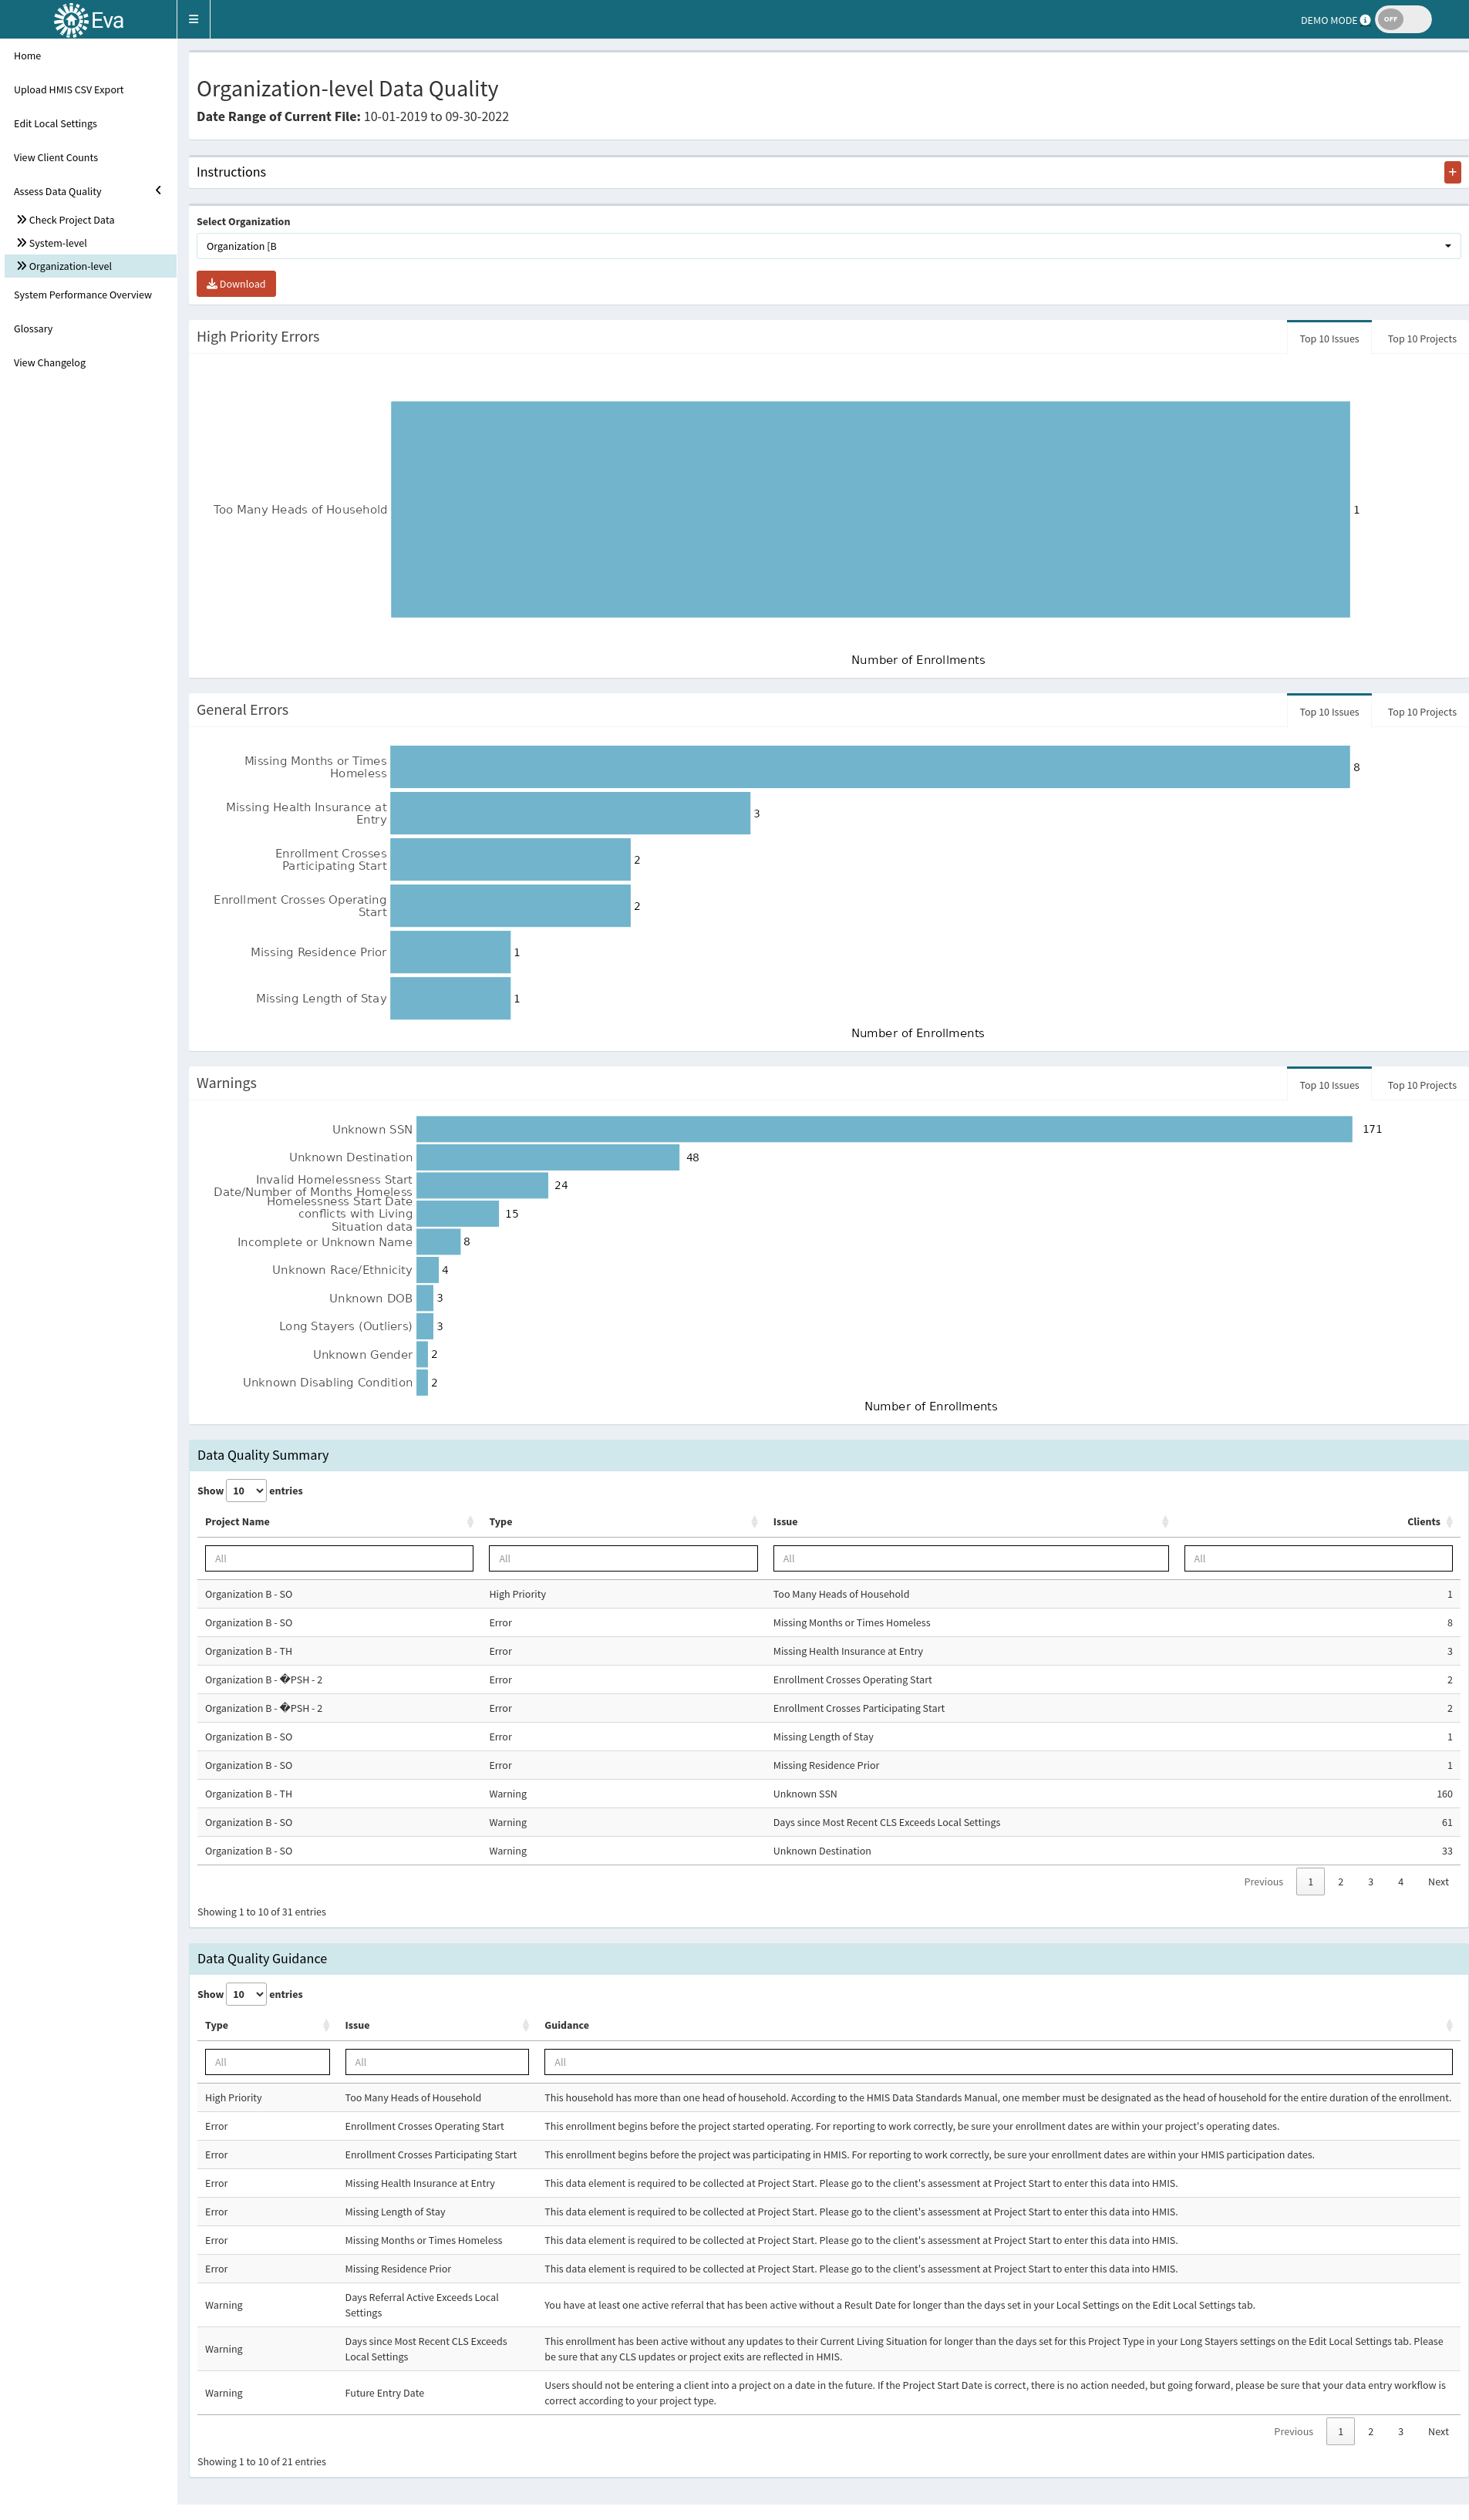 Eva
DEMO MODE
OFF
Home
Upload HMIS CSV Export
Edit Local Settings
View Client Counts
Assess Data Quality
Check Project Data
System-level
Organization-level
System Performance Overview
Glossary
View Changelog
Organization-level Data Quality
Date Range of Current File: 10-01-2019 to 09-30-2022
Instructions
+
Select Organization
Organization [B
Download
High Priority Errors
Top 10 Issues
Top 10 Projects
Too Many Heads of Household
1
Number of Enrollments
General Errors
Top 10 Issues
Top 10 Projects
Missing Months or Times
Homeless
8
Missing Health Insurance at
Entry
3
Enrollment Crosses
Participating Start
2
Enrollment Crosses Operating
Start
2
Missing Residence Prior
1
Missing Length of Stay
1
Number of Enrollments
Warnings
Top 10 Issues
Top 10 Projects
Unknown SSN
171
Unknown Destination
48
Invalid Homelessness Start
Date/Number of Months Homeless
24
Homelessness Start Date
conflicts with Living
Situation data
15
Incomplete or Unknown Name
8
Unknown Race/Ethnicity
4
Unknown DOB
3
Long Stayers (Outliers)
3
Unknown Gender
2
Unknown Disabling Condition
2
Number of Enrollments
Data Quality Summary
Show 10 entries
Project Name Type Issue Clients
All All All All
Organization B - SO High Priority Too Many Heads of Household 1
Organization B - SO Error Missing Months or Times Homeless 8
Organization B - TH Error Missing Health Insurance at Entry 3
Organization B - �PSH - 2 Error Enrollment Crosses Operating Start 2
Organization B - �PSH - 2 Error Enrollment Crosses Participating Start 2
Organization B - SO Error Missing Length of Stay 1
Organization B - SO Error Missing Residence Prior 1
Organization B - TH Warning Unknown SSN 160
Organization B - SO Warning Days since Most Recent CLS Exceeds Local Settings 61
Organization B - SO Warning Unknown Destination 33
Previous 1 2 3 4 Next
Showing 1 to 10 of 31 entries
Data Quality Guidance
Show 10 entries
Type Issue Guidance
All All All
High Priority Too Many Heads of Household This household has more than one head of household. According to the HMIS Data Standards Manual, one member must be designated as the head of household for the entire duration of the enrollment.
Error Enrollment Crosses Operating Start This enrollment begins before the project started operating. For reporting to work correctly, be sure your enrollment dates are within your project's operating dates.
Error Enrollment Crosses Participating Start This enrollment begins before the project was participating in HMIS. For reporting to work correctly, be sure your enrollment dates are within your HMIS participation dates.
Error Missing Health Insurance at Entry This data element is required to be collected at Project Start. Please go to the client's assessment at Project Start to enter this data into HMIS.
Error Missing Length of Stay This data element is required to be collected at Project Start. Please go to the client's assessment at Project Start to enter this data into HMIS.
Error Missing Months or Times Homeless This data element is required to be collected at Project Start. Please go to the client's assessment at Project Start to enter this data into HMIS.
Error Missing Residence Prior This data element is required to be collected at Project Start. Please go to the client's assessment at Project Start to enter this data into HMIS.
Warning
Days Referral Active Exceeds Local
Settings
You have at least one active referral that has been active without a Result Date for longer than the days set in your Local Settings on the Edit Local Settings tab.
Warning
Days since Most Recent CLS Exceeds
Local Settings
This enrollment has been active without any updates to their Current Living Situation for longer than the days set for this Project Type in your Long Stayers settings on the Edit Local Settings tab. Please
be sure that any CLS updates or project exits are reflected in HMIS.
Warning
Future Entry Date
Users should not be entering a client into a project on a date in the future. If the Project Start Date is correct, there is no action needed, but going forward, please be sure that your data entry workflow is
correct according to your project type.
Previous 1 2 3 Next
Showing 1 to 10 of 21 entries